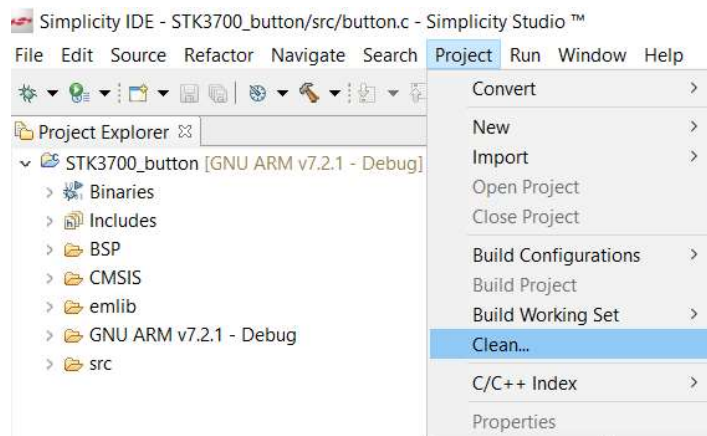 Simplicity IDE - STK3700_button/src/button.c - Simplicity Studio ™
File Edit Source Refactor Navigate Search Project Run Window Help
Project Explorer
STK3700_button [GNU ARM v7.2.1 - Debug]
Binaries
Includes
BSP
CMSIS
emlib
GNU ARM v7.2.1 - Debug
src
Convert
New
Import
Open Project
Close Project
Build Configurations
Build Project
Build Working Set
Clean...
C/C++ Index
Properties